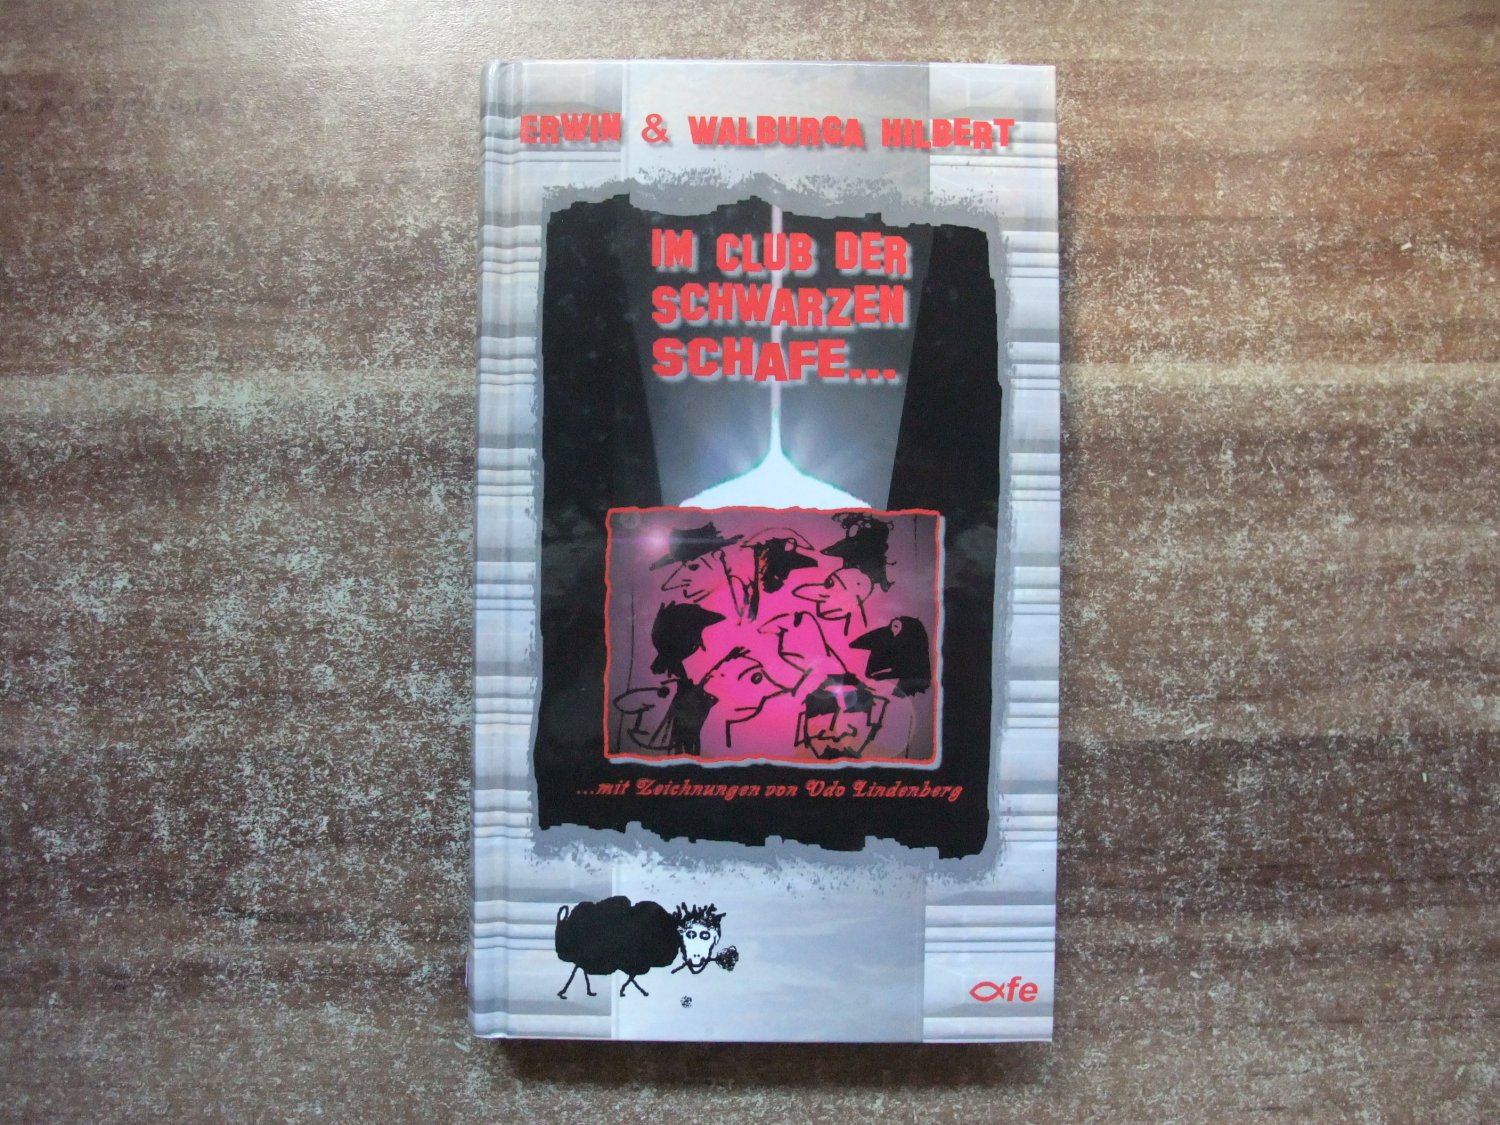 ERWIN & WALBURGA HILBERT
IM CLUB DER
SCHWARZEN
SCHAFE...
...mit Zeichnungen von Udo Lindenberg
fe